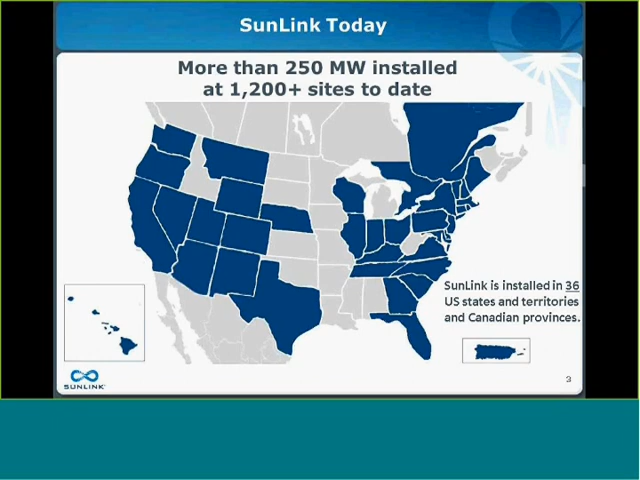 SunLink Today
More than 250 MW installed
at 1,200+ sites to date
SunLink is installed in 36
US states and territories
and Canadian provinces.
SUNLINK
3